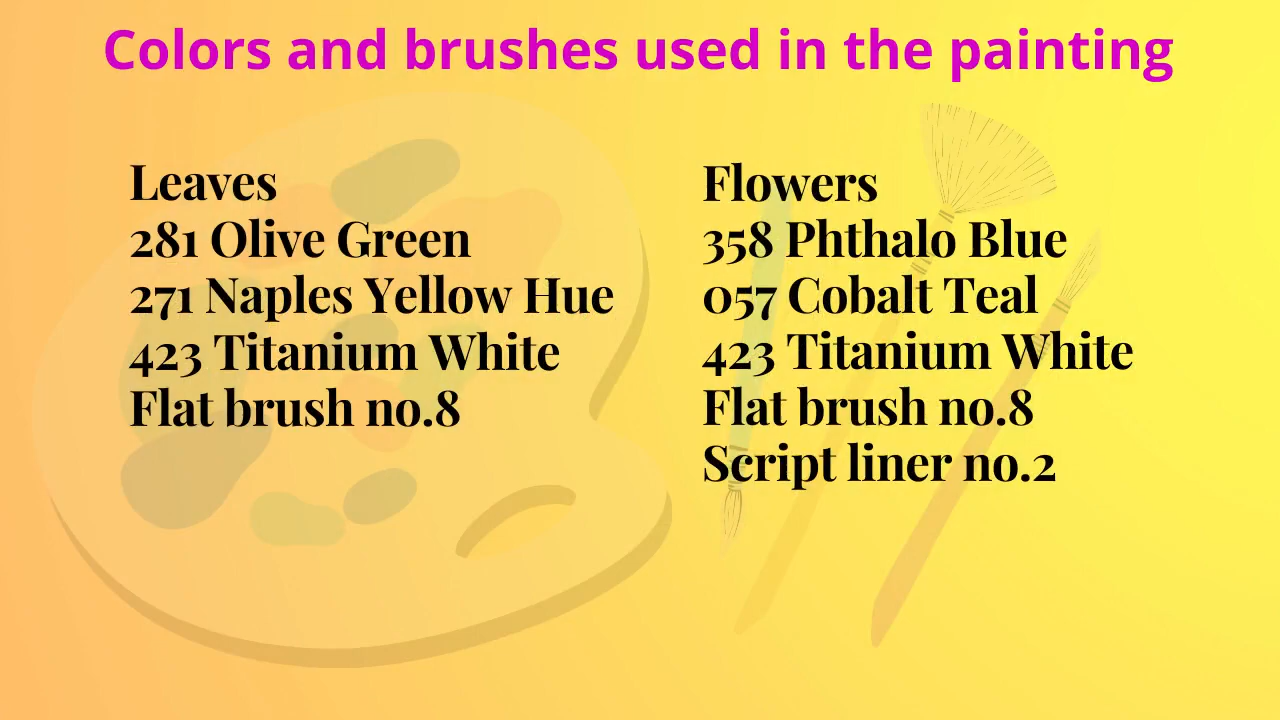 Colors and brushes used in the painting
Leaves
281 Olive Green
271 Naples Yellow Hue
423 Titanium White
Flat brush no.8
Flowers
358 Phthalo Blue
057 Cobalt Teal
423 Titanium White
Flat brush no.8
Script liner no.2